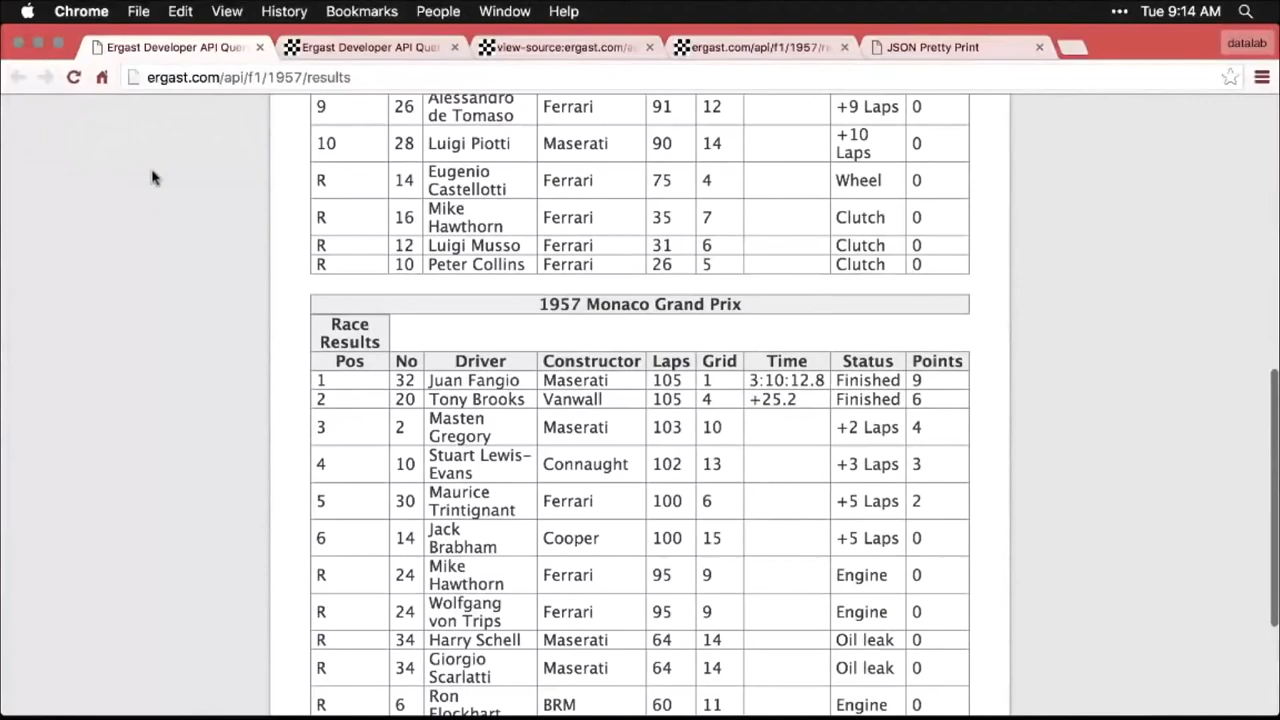 Chrome File Edit View History Bookmarks People Window Help ••• Tue 9:14 AM
Ergast Developer API Que Ergast Developer API Que view-source:ergast.com/a ergast.com/api/f1/1957/r JSON Pretty Print datalab
ergast.com/api/f1/1957/results
9 26 Alessandro de Tomaso Ferrari 91 12 +9 Laps 0
10 28 Luigi Piotti Maserati 90 14 +10 Laps 0
R 14 Eugenio Castellotti Ferrari 75 4 Wheel 0
R 16 Mike Hawthorn Ferrari 35 7 Clutch 0
R 12 Luigi Musso Ferrari 31 6 Clutch 0
R 10 Peter Collins Ferrari 26 5 Clutch 0
1957 Monaco Grand Prix
Race Results
Pos No Driver Constructor Laps Grid Time Status Points
1 32 Juan Fangio Maserati 105 1 3:10:12.8 Finished 9
2 20 Tony Brooks Vanwall 105 4 +25.2 Finished 6
3 2 Masten Gregory Maserati 103 10 +2 Laps 4
4 10 Stuart Lewis-Evans Connaught 102 13 +3 Laps 3
5 30 Maurice Trintignant Ferrari 100 6 +5 Laps 2
6 14 Jack Brabham Cooper 100 15 +5 Laps 0
R 24 Mike Hawthorn Ferrari 95 9 Engine 0
R 24 Wolfgang von Trips Ferrari 95 9 Engine 0
R 34 Harry Schell Maserati 64 14 Oil leak 0
R 34 Giorgio Scarlatti Maserati 64 14 Oil leak 0
R 6 Ron Flockhart BRM 60 11 Engine 0